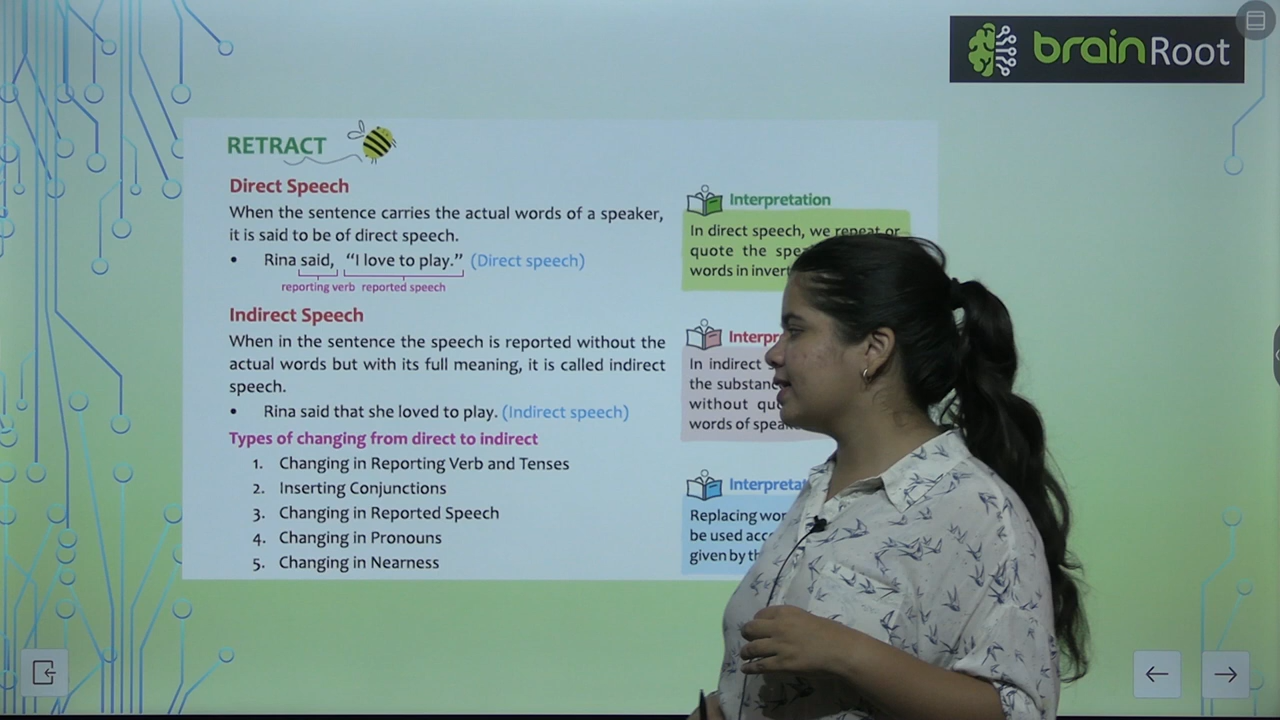 brainRoot
RETRACT
Direct Speech
When the sentence carries the actual words of a speaker,
it is said to be of direct speech.
• Rina said, “I love to play.” (Direct speech)
reporting verb reported speech
Indirect Speech
When in the sentence the speech is reported without the
actual words but with its full meaning, it is called indirect
speech.
• Rina said that she loved to play. (Indirect speech)
Types of changing from direct to indirect
1. Changing in Reporting Verb and Tenses
2. Inserting Conjunctions
3. Changing in Reported Speech
4. Changing in Pronouns
5. Changing in Nearness
Interpretation
In direct speech, we repeat or
quote the
words in
In indirect
the
without
words of
Replacing
be used
given by